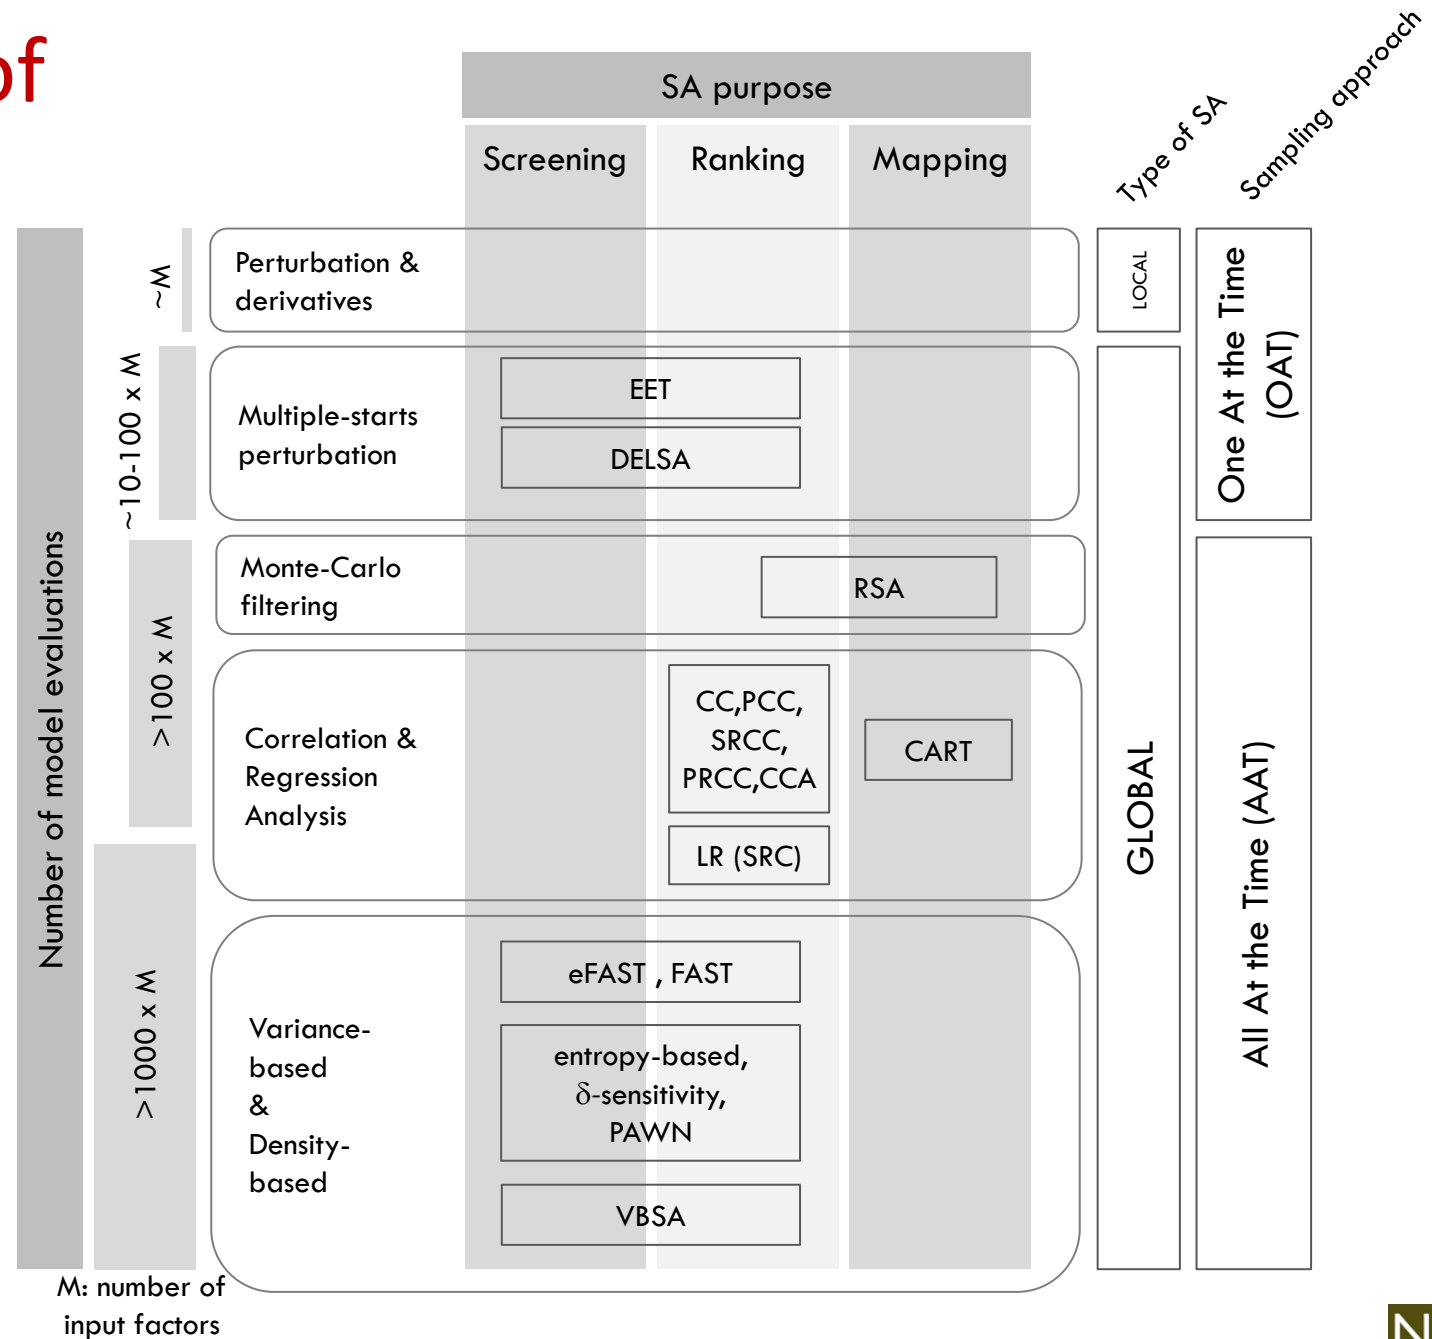 of
SA purpose
Screening
Ranking
Mapping
Type of SA
Sampling approach
Number of model evaluations
~M
~10-100 x M
>100 x M
>1000 x M
M: number of
input factors
Perturbation &
derivatives
Multiple-starts
perturbation
EET
DELSA
Monte-Carlo
filtering
RSA
Correlation &
Regression
Analysis
CC,PCC,
SRCC,
PRCC,CCA
CART
LR (SRC)
Variance-
based
&
Density-
based
eFAST , FAST
entropy-based,
δ-sensitivity,
PAWN
VBSA
LOCAL
GLOBAL
One At the Time
(OAT)
All At the Time (AAT)
N